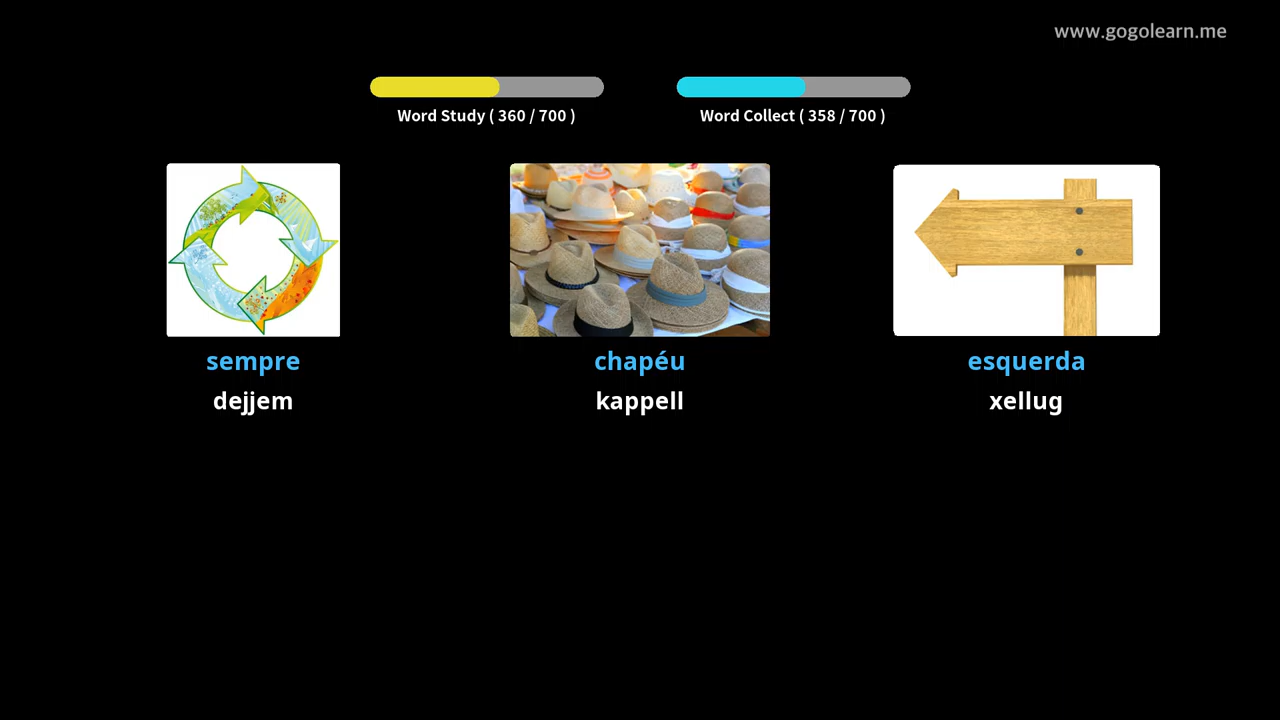 www.gogolearn.me
Word Study ( 360 / 700 )
Word Collect ( 358 / 700 )
sempre
dejjem
chapéu
kappell
esquerda
xellug